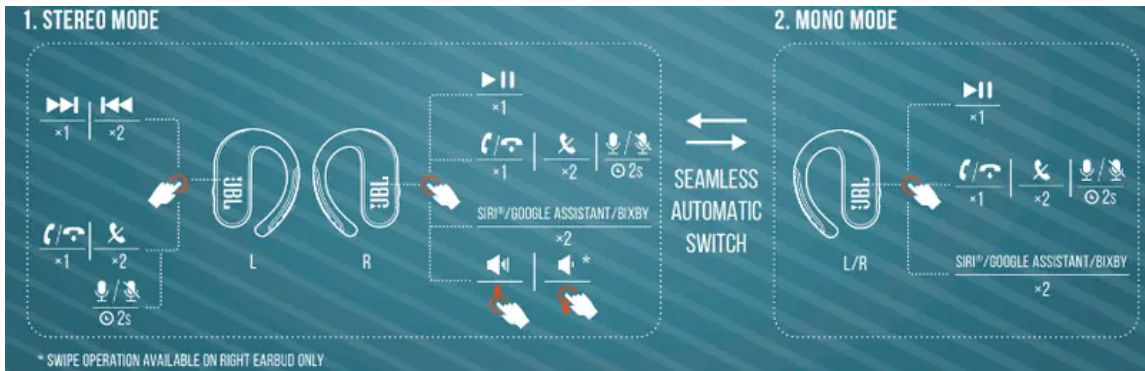 1. STEREO MODE
×1
×2
×1
×2
2s
JBL
L
JBL
R
×1
×1
×2
2s
SIRI®/GOOGLE ASSISTANT/BIXBY
×2
*
* SWIPE OPERATION AVAILABLE ON RIGHT EARBUD ONLY
SEAMLESS
AUTOMATIC
SWITCH
2. MONO MODE
JBL
L/R
×1
×1
×2
2s
SIRI®/GOOGLE ASSISTANT/BIXBY
×2